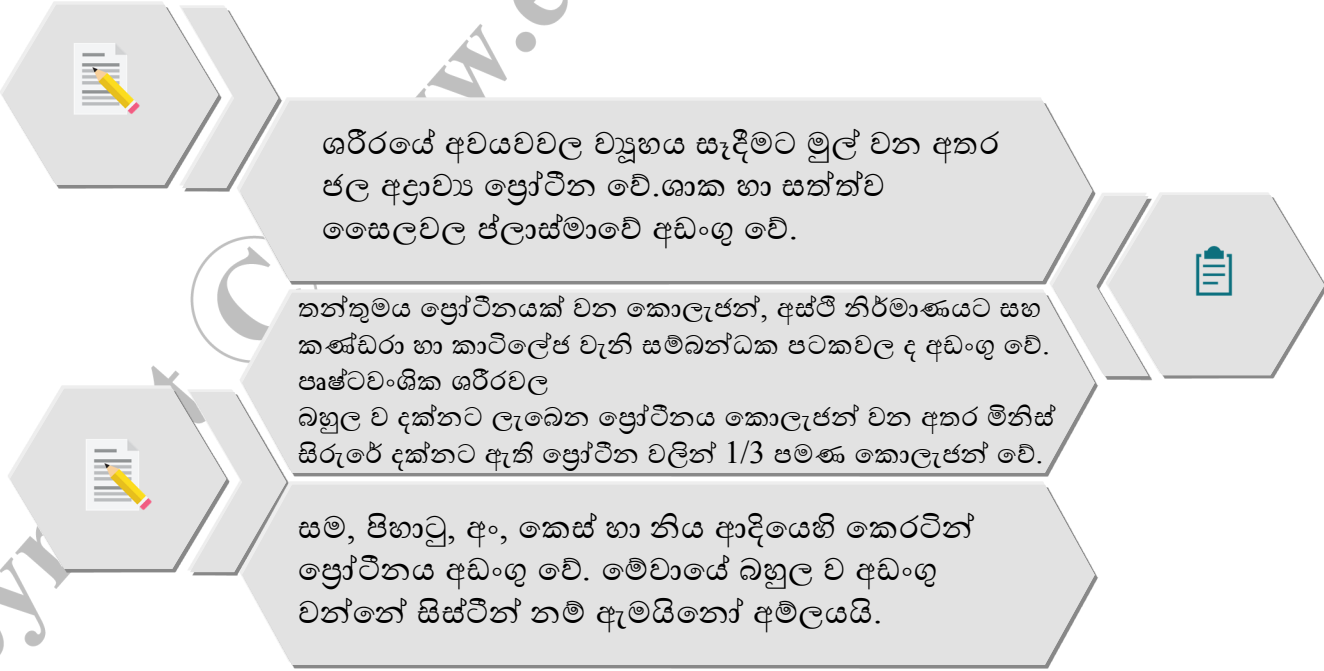 ශරීරයේ අවයවවල ව්‍යූහය සෑදීමට මුල් වන අතර
ජල අද්‍රාව්‍ය ප්‍රෝටීන වේ.ශාක හා සත්ත්ව
සෛලවල ප්ලාස්මාවේ අඩංගු වේ.
තන්තුමය ප්‍රෝටීනයක් වන කොලැජන්, අස්ථි නිර්මාණයට සහ
කණ්ඩරා හා කාටිලේජ වැනි සම්බන්ධක පටකවල ද අඩංගු වේ.
පෘෂ්ටවංශික ශරීරවල
බහුල ව දක්නට ලැබෙන ප්‍රෝටීනය කොලැජන් වන අතර මිනිස්
සිරුරේ දක්නට ඇති ප්‍රෝටීන වලින් 1/3 පමණ කොලැජන් වේ.
සම, පිහාටු, අං, කෙස් හා නිය ආදියෙහි කෙරටින්
ප්‍රෝටීනය අඩංගු වේ. මේවායේ බහුල ව අඩංගු
වන්නේ සිස්ටීන් නම් ඇමයිනෝ අම්ලයයි.